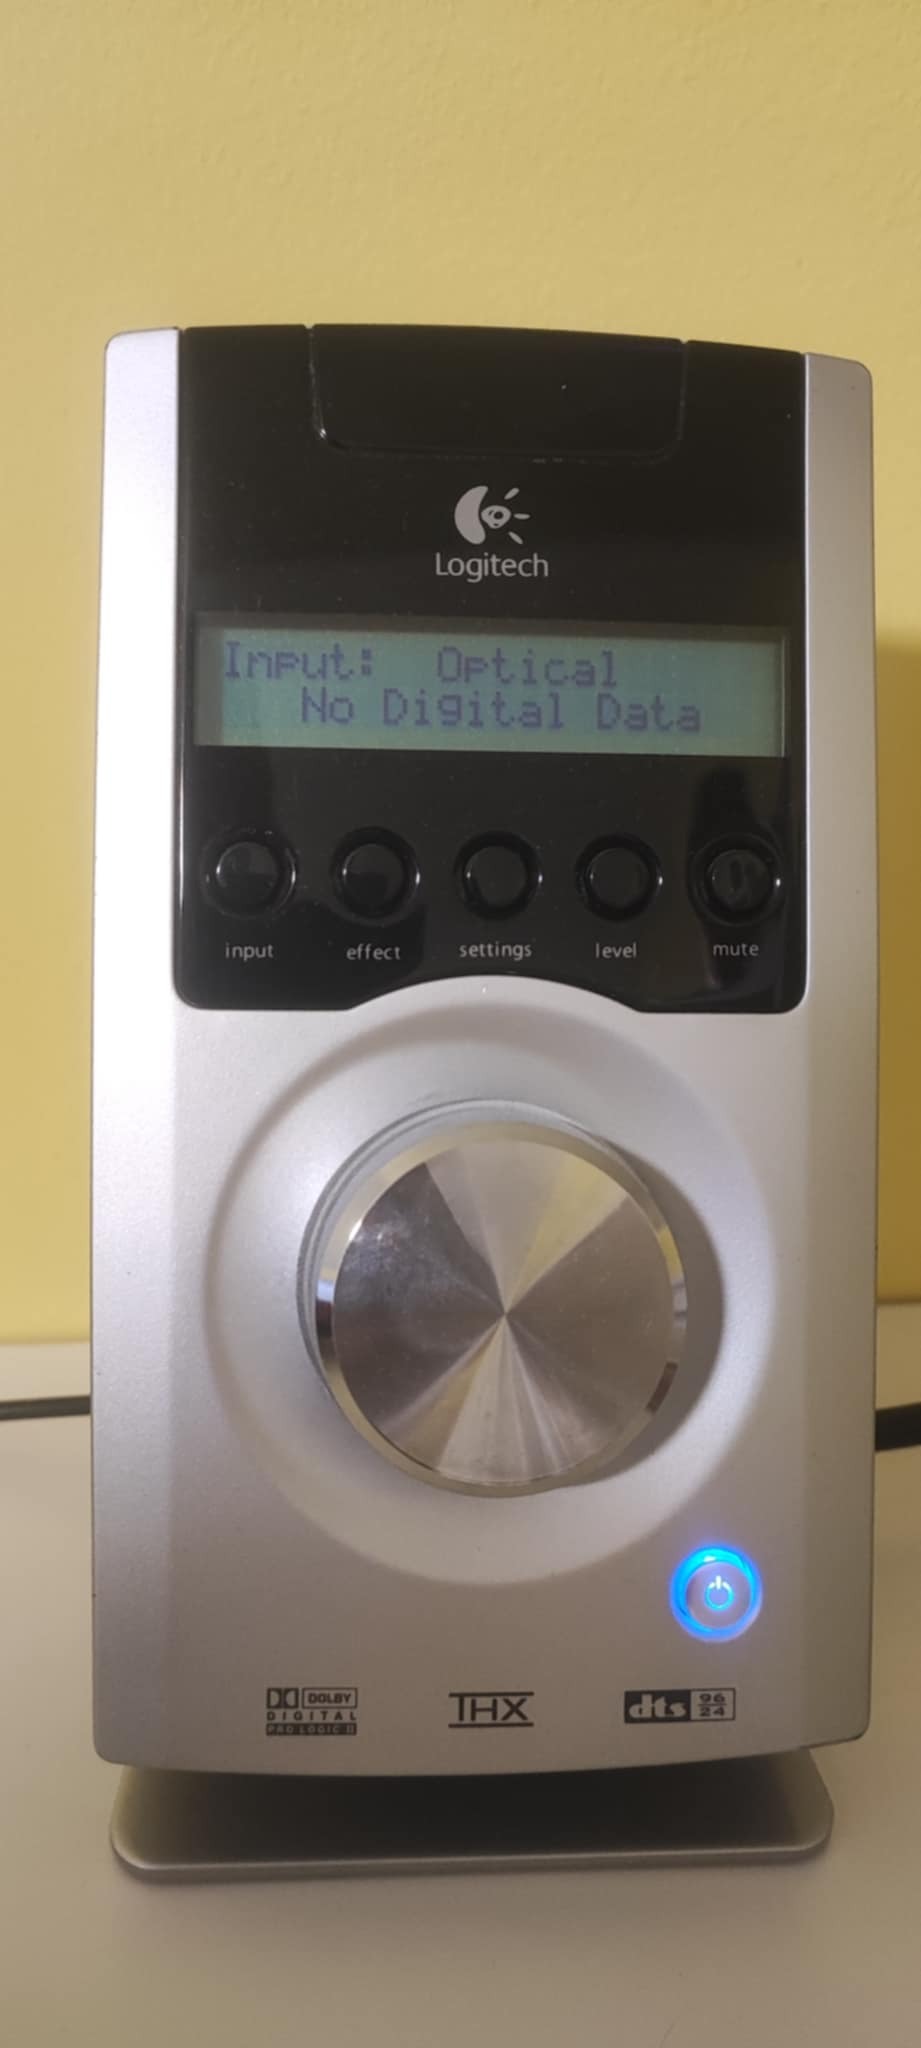 Logitech
Input: Optical
No Digital Data
input effect settings level mute
DOLBY
DIGITAL
PRO LOGIC II
THX
dts 96
24